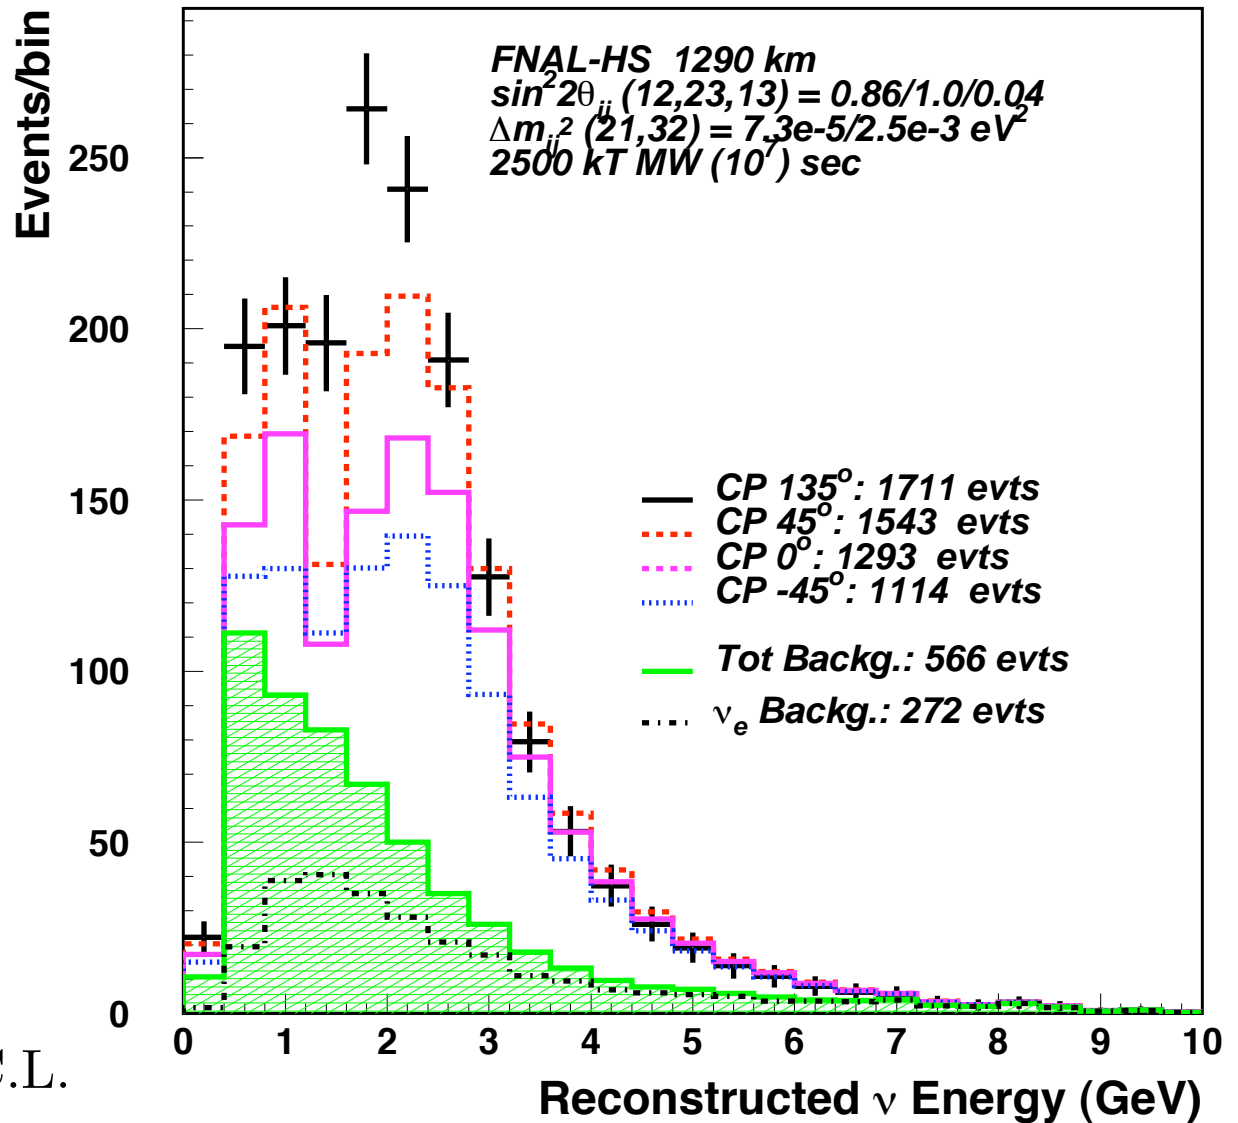 Events/bin
FNAL-HS 1290 km
sin²2θij (12,23,13) = 0.86/1.0/0.04
Δmij² (21,32) = 7.3e-5/2.5e-3 eV²
2500 kT MW (10⁷) sec
250
200
150
100
50
0
CP 135°: 1711 evts
CP 45°: 1543 evts
CP 0°: 1293 evts
CP -45°: 1114 evts
Tot Backg.: 566 evts
νe Backg.: 272 evts
0 1 2 3 4 5 6 7 8 9 10
C.L.
Reconstructed ν Energy (GeV)